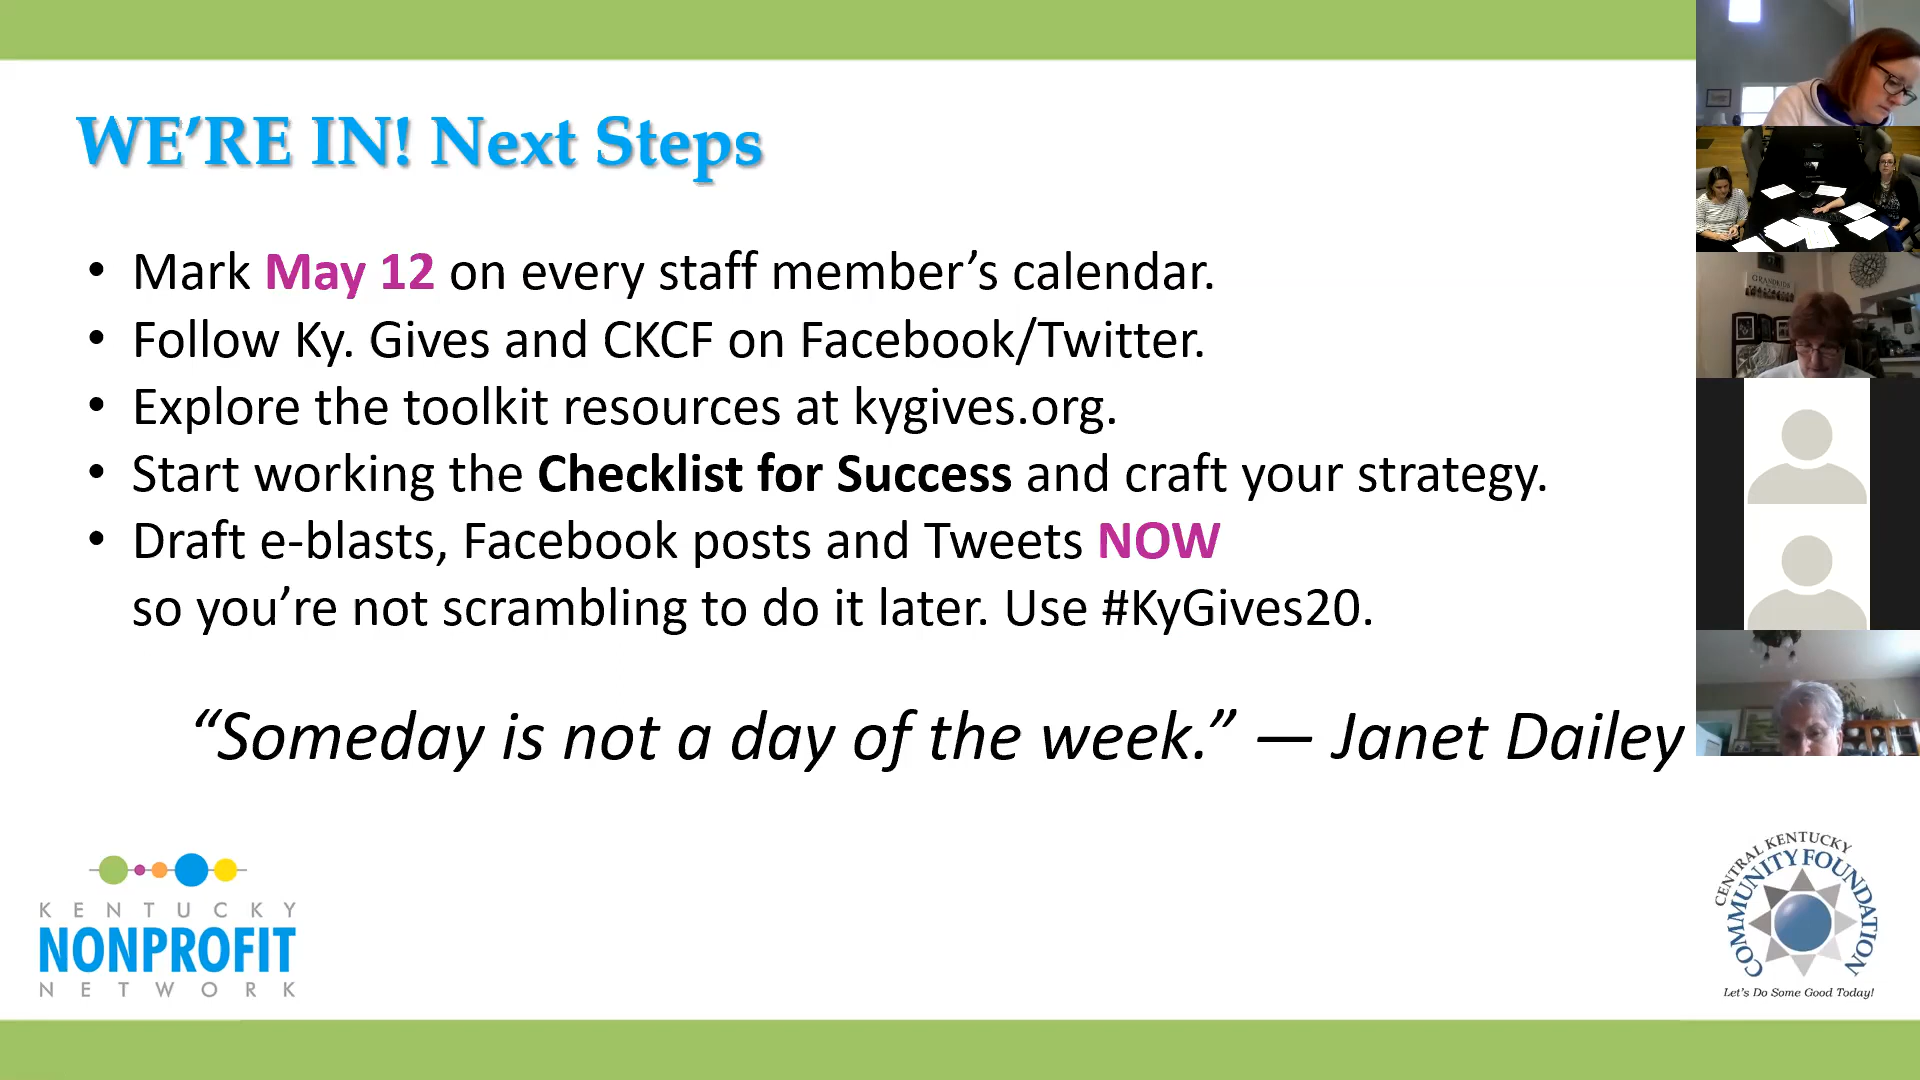 WE’RE IN! Next Steps
• Mark May 12 on every staff member’s calendar.
• Follow Ky. Gives and CKCF on Facebook/Twitter.
• Explore the toolkit resources at kygives.org.
• Start working the Checklist for Success and craft your strategy.
• Draft e-blasts, Facebook posts and Tweets NOW
so you’re not scrambling to do it later. Use #KyGives20.
“Someday is not a day of the week.” — Janet Dailey
KENTUCKY
NONPROFIT
NETWORK
CENTRAL KENTUCKY
COMMUNITY FOUNDATION
Let’s Do Some Good Today!
GRANDKIDS